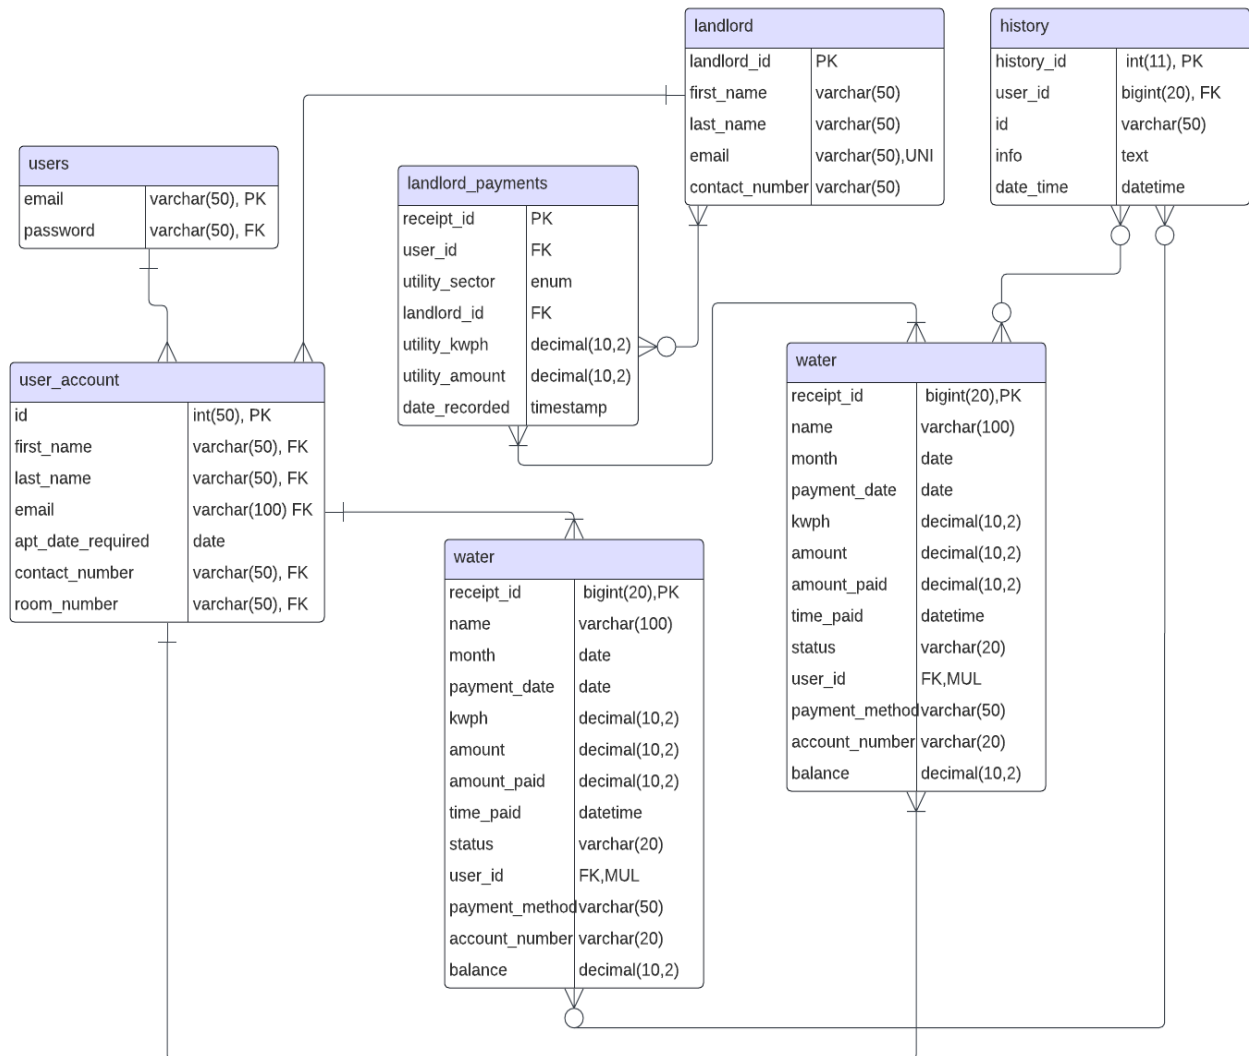 landlord
landlord_id PK
first_name varchar(50)
last_name varchar(50)
email varchar(50),UNI
contact_number varchar(50)
history
history_id int(11), PK
user_id bigint(20), FK
id varchar(50)
info text
date_time datetime
users
email varchar(50), PK
password varchar(50), FK
landlord_payments
receipt_id PK
user_id FK
utility_sector enum
landlord_id FK
utility_kwph decimal(10,2)
utility_amount decimal(10,2)
date_recorded timestamp
user_account
id int(50), PK
first_name varchar(50), FK
last_name varchar(50), FK
email varchar(100) FK
apt_date_required date
contact_number varchar(50), FK
room_number varchar(50), FK
water
receipt_id bigint(20),PK
name varchar(100)
month date
payment_date date
kwph decimal(10,2)
amount decimal(10,2)
amount_paid decimal(10,2)
time_paid datetime
status varchar(20)
user_id FK,MUL
payment_method varchar(50)
account_number varchar(20)
balance decimal(10,2)
water
receipt_id bigint(20),PK
name varchar(100)
month date
payment_date date
kwph decimal(10,2)
amount decimal(10,2)
amount_paid decimal(10,2)
time_paid datetime
status varchar(20)
user_id FK,MUL
payment_method varchar(50)
account_number varchar(20)
balance decimal(10,2)